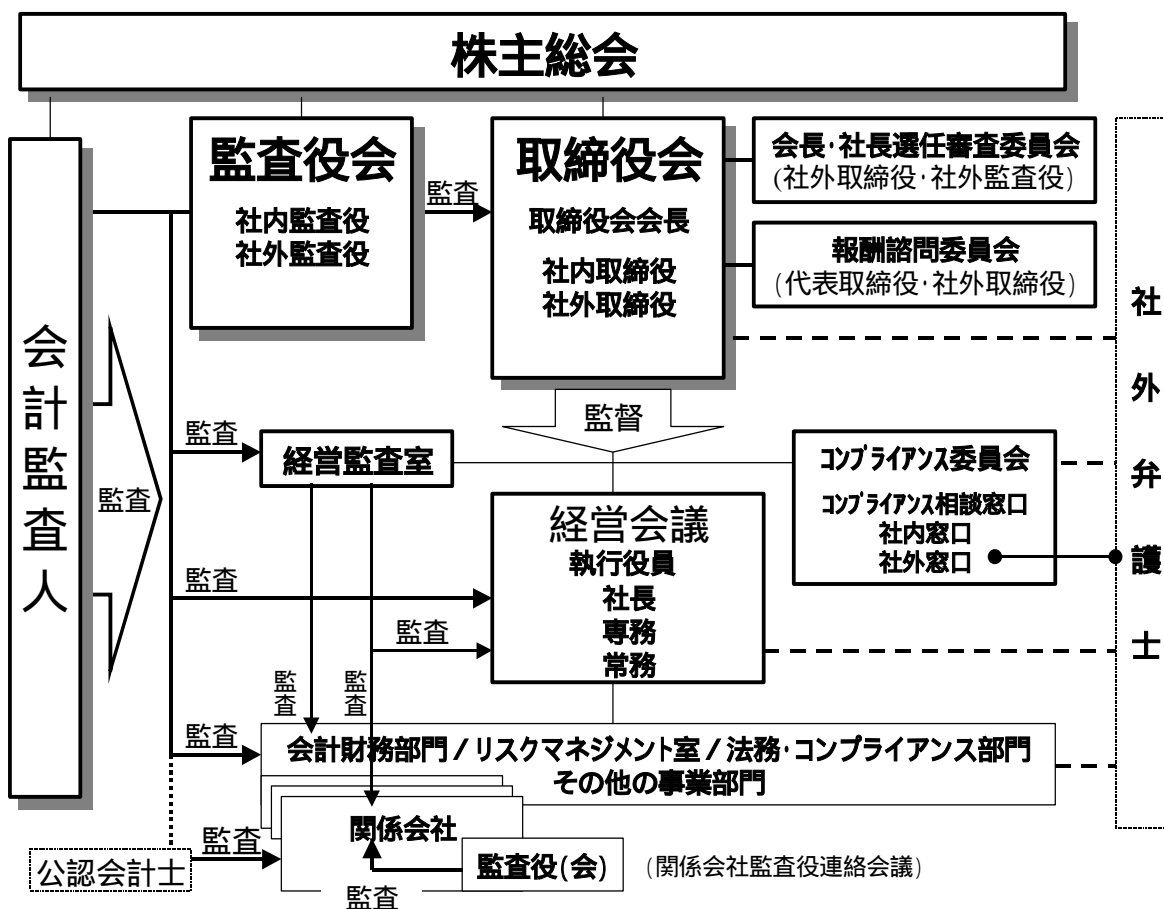 株主総会
会計監査人
監査
監査役会
社内監査役
社外監査役
監査
取締役会
取締役会会長
社内取締役
社外取締役
会長・社長選任審査委員会
(社外取締役・社外監査役)
報酬諮問委員会
(代表取締役・社外取締役)
社外弁護士
監督
監査
経営監査室
コンプライアンス委員会
コンプライアンス相談窓口
社内窓口
社外窓口
経営会議
執行役員
社長
専務
常務
監査
監査
監査
監査
監査
会計財務部門/リスクマネジメント室/法務・コンプライアンス部門
その他の事業部門
関係会社
監査
公認会計士
監査役(会)
(関係会社監査役連絡会議)
監査